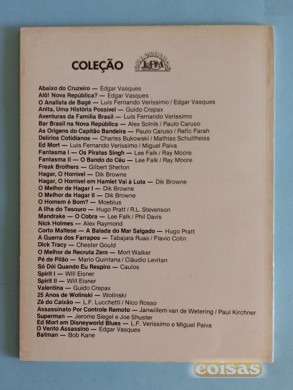 COLEÇÃO L&PM
Abaixo do Cruzeiro — Edgar Vasques
Alô! Nova República? — Edgar Vasques
O Analista de Bagé — Luis Fernando Verissimo / Edgar Vasques
Anita, Uma História Possível — Guido Crepax
Aventuras da Família Brasil — Luis Fernando Verissimo
Bar Brasil na Nova República — Alex Solnik / Paulo Caruso
As Origens do Capitão Bandeira — Paulo Caruso / Rafic Farah
Delírios Cotidianos — Charles Bukowski / Mathias Schultheiss
Ed Mort — Luis Fernando Verissimo / Miguel Paiva
Fantasma I — Os Piratas Singh — Lee Falk / Ray Moore
Fantasma II — O Bando do Céu — Lee Falk / Ray Moore
Freak Brothers — Gilbert Shelton
Hagar, O Horrível — Dik Browne
Hagar, O Horrível em Hamlet Vai à Luta — Dik Browne
O Melhor de Hagar I — Dik Browne
O Melhor de Hagar II — Dik Browne
O Homem é Bom? — Moebius
A Ilha do Tesouro — Hugo Pratt / R.L. Stevenson
Mandrake — O Cobra — Lee Falk / Phil Davis
Nick Holmes — Alex Raymond
Corto Maltese — A Balada do Mar Salgado — Hugo Pratt
A Guerra dos Farrapos — Tabajara Ruas / Flavio Colin
Dick Tracy — Chester Gould
O Melhor de Recruta Zero — Mort Walker
Pé de Pilão — Mario Quintana / Cláudio Levitan
Só Dói Quando Eu Respiro — Caulos
Spirit I — Will Eisner
Spirit II — Will Eisner
Valentina — Guido Crepax
25 Anos de Wolinski — Wolinski
Zé do Caixão — L.F. Lucchetti / Nico Rosso
Assassinato Por Controle Remoto — Janwillem van de Wetering / Paul Kirchner
Superman — Jerome Siegel e Joe Shuster
Ed Mort em Disneyworld Blues — L.F. Verissimo e Miguel Paiva
O Vento Assassino — Edgar Vasques
Batman — Bob Kane
coisas